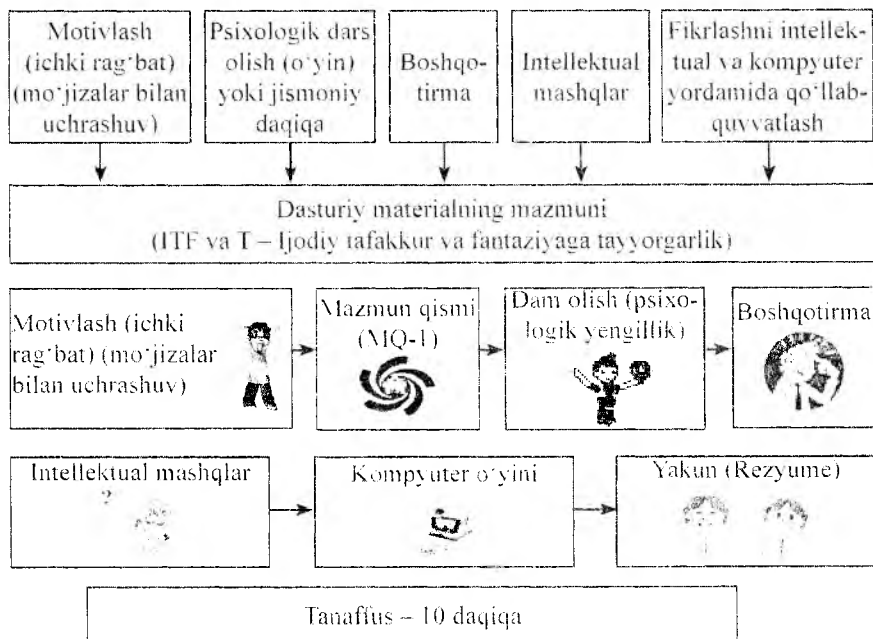 Motivlash
(ichki rag‘bat)
(mo‘jizalar bilan
uchrashuv)
Psixologik dars
olish (o‘yin)
yoki jismoniy
daqiqa
Boshqo-
tirma
Intellektual
mashqlar
Fikrlashni intellek-
tual va kompyuter
yordamida qo‘llab-
quvvatlash
Dasturiy materialning mazmuni
(ITF va T – Ijodiy tafakkur va fantaziyaga tayyorgarlik)
Motivlash (ichki
rag‘bat) (mo‘jizalar
bilan uchrashuv)
Mazmun qismi
(MQ-1)
Dam olish (psixo-
logik yengillik)
Boshqotirma
Intellektual mashqlar
?
Kompyuter o‘yini
Yakun (Rezyume)
Tanaffus – 10 daqiqa